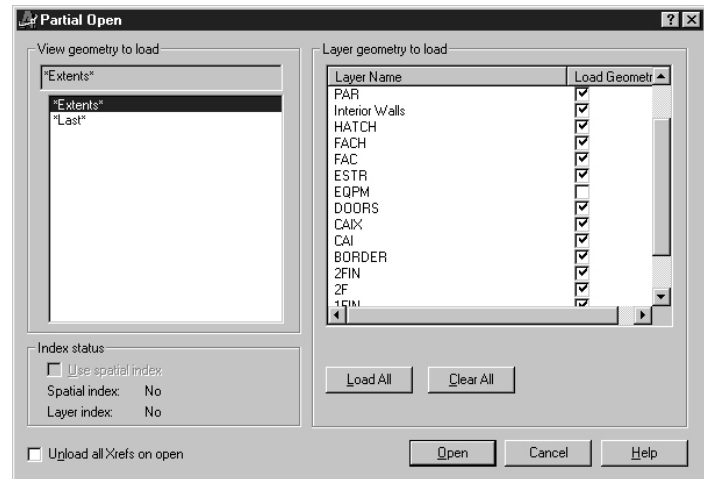 Partial Open
View geometry to load
*Extents*
*Extents*
*Last*
Index status
Use spatial index
Spatial index: No
Layer index: No
Unload all Xrefs on open
Layer geometry to load
Layer Name Load Geometr
PAR
Interior Walls
HATCH
FACH
FAC
ESTR
EQPM
DOORS
CAIX
CAI
BORDER
2FIN
2F
1FIN
Load All Clear All
Open Cancel Help